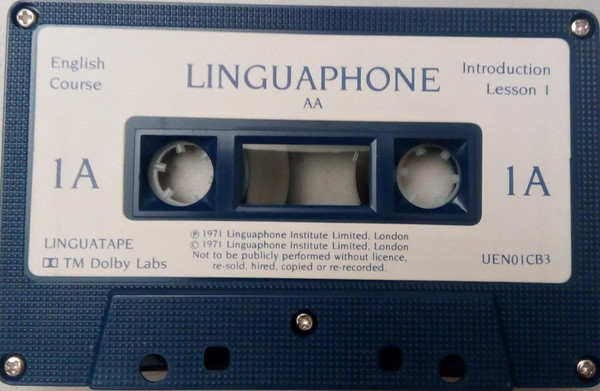 English
Course
LINGUAPHONE
AA
Introduction
Lesson 1
1A
1A
LINGUATAPE
TM Dolby Labs
℗ 1971 Linguaphone Institute Limited, London
© 1971 Linguaphone Institute Limited, London
Not to be publicly performed without licence,
re-sold, hired, copied or re-recorded.
UEN01CB3